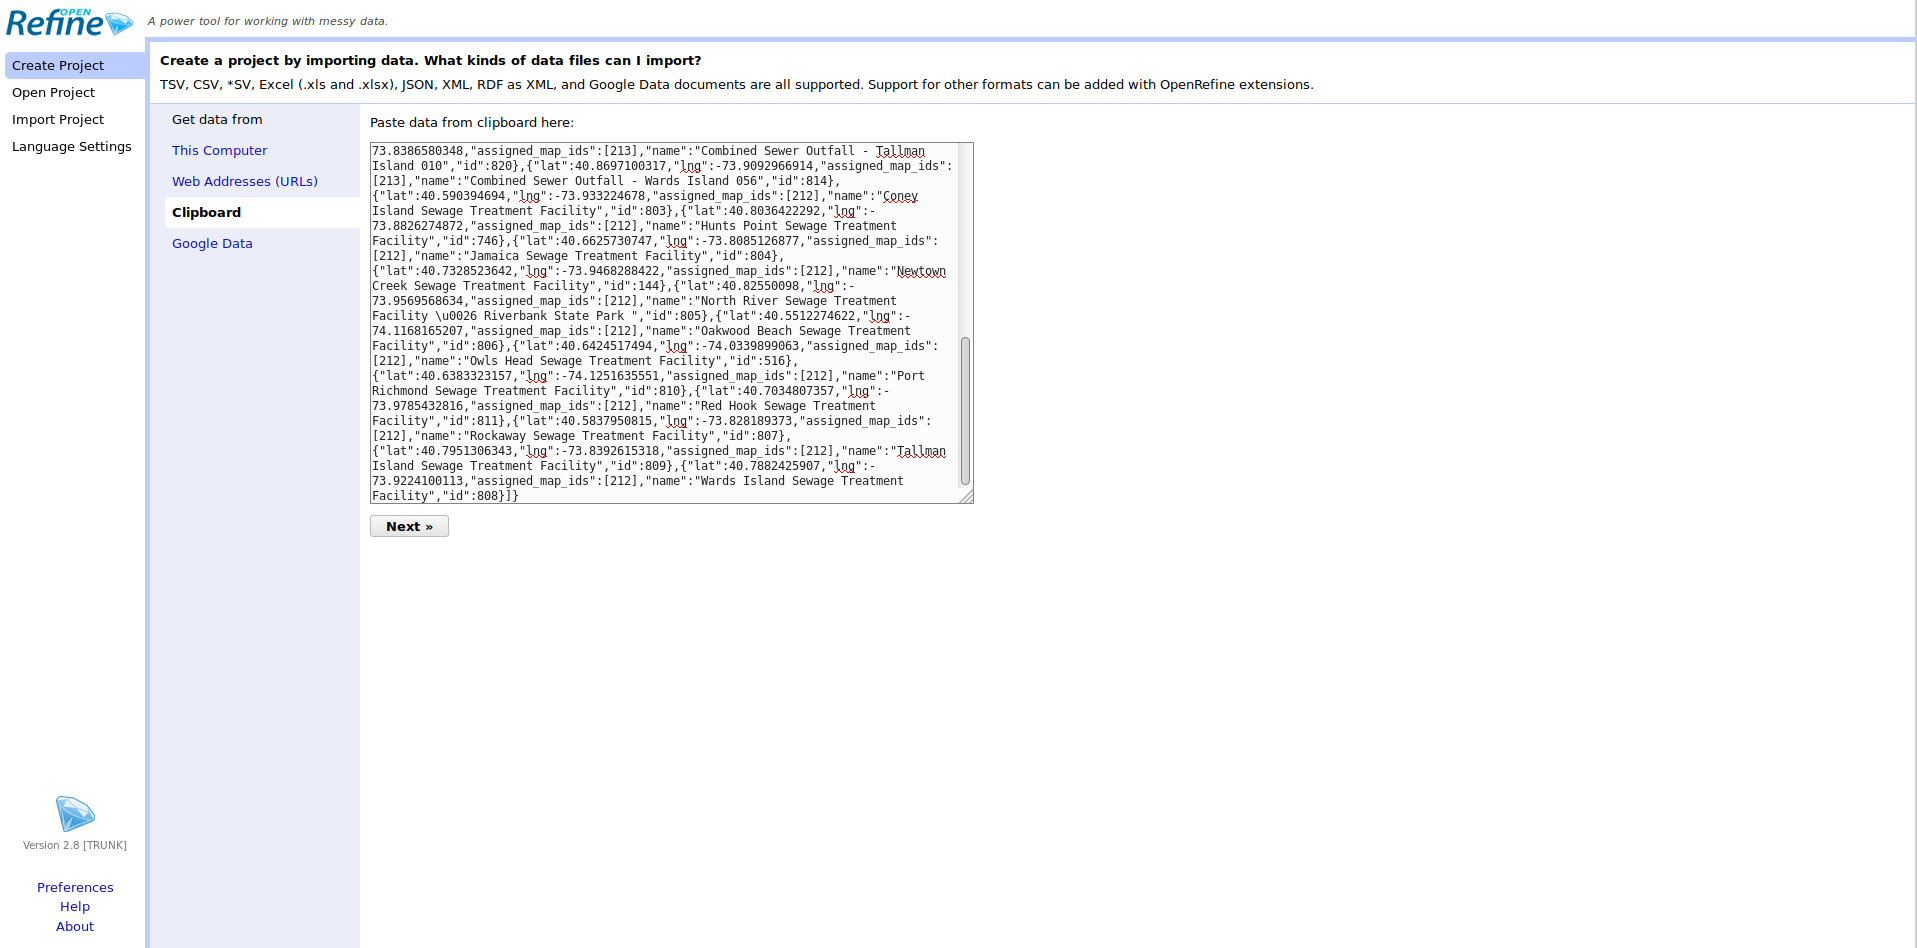 OPEN
Refine
A power tool for working with messy data.
Create Project
Open Project
Import Project
Language Settings
Create a project by importing data. What kinds of data files can I import?
TSV, CSV, *SV, Excel (.xls and .xlsx), JSON, XML, RDF as XML, and Google Data documents are all supported. Support for other formats can be added with OpenRefine extensions.
Get data from
This Computer
Web Addresses (URLs)
Clipboard
Google Data
Paste data from clipboard here:
73.8386580348,"assigned_map_ids":[213],"name":"Combined Sewer Outfall - Tallman
Island 010","id":820},{"lat":40.8697100317,"lng":-73.9092966914,"assigned_map_ids":
[213],"name":"Combined Sewer Outfall - Wards Island 056","id":814},
{"lat":40.590394694,"lng":-73.933224678,"assigned_map_ids":[212],"name":"Coney
Island Sewage Treatment Facility","id":803},{"lat":40.8036422292,"lng":-
73.8826274872,"assigned_map_ids":[212],"name":"Hunts Point Sewage Treatment
Facility","id":746},{"lat":40.6625730747,"lng":-73.8085126877,"assigned_map_ids":
[212],"name":"Jamaica Sewage Treatment Facility","id":804},
{"lat":40.7328523642,"lng":-73.9468288422,"assigned_map_ids":[212],"name":"Newtown
Creek Sewage Treatment Facility","id":144},{"lat":40.82550098,"lng":-
73.9569568634,"assigned_map_ids":[212],"name":"North River Sewage Treatment
Facility \u0026 Riverbank State Park ","id":805},{"lat":40.5512274622,"lng":-
74.1168165207,"assigned_map_ids":[212],"name":"Oakwood Beach Sewage Treatment
Facility","id":806},{"lat":40.6424517494,"lng":-74.0339899063,"assigned_map_ids":
[212],"name":"Owls Head Sewage Treatment Facility","id":516},
{"lat":40.6383323157,"lng":-74.1251635551,"assigned_map_ids":[212],"name":"Port
Richmond Sewage Treatment Facility","id":810},{"lat":40.7034807357,"lng":-
73.9785432816,"assigned_map_ids":[212],"name":"Red Hook Sewage Treatment
Facility","id":811},{"lat":40.5837950815,"lng":-73.828189373,"assigned_map_ids":
[212],"name":"Rockaway Sewage Treatment Facility","id":807},
{"lat":40.7951306343,"lng":-73.8392615318,"assigned_map_ids":[212],"name":"Tallman
Island Sewage Treatment Facility","id":809},{"lat":40.7882425907,"lng":-
73.9224100113,"assigned_map_ids":[212],"name":"Wards Island Sewage Treatment
Facility","id":808}]}
Next »
Version 2.8 [TRUNK]
Preferences
Help
About